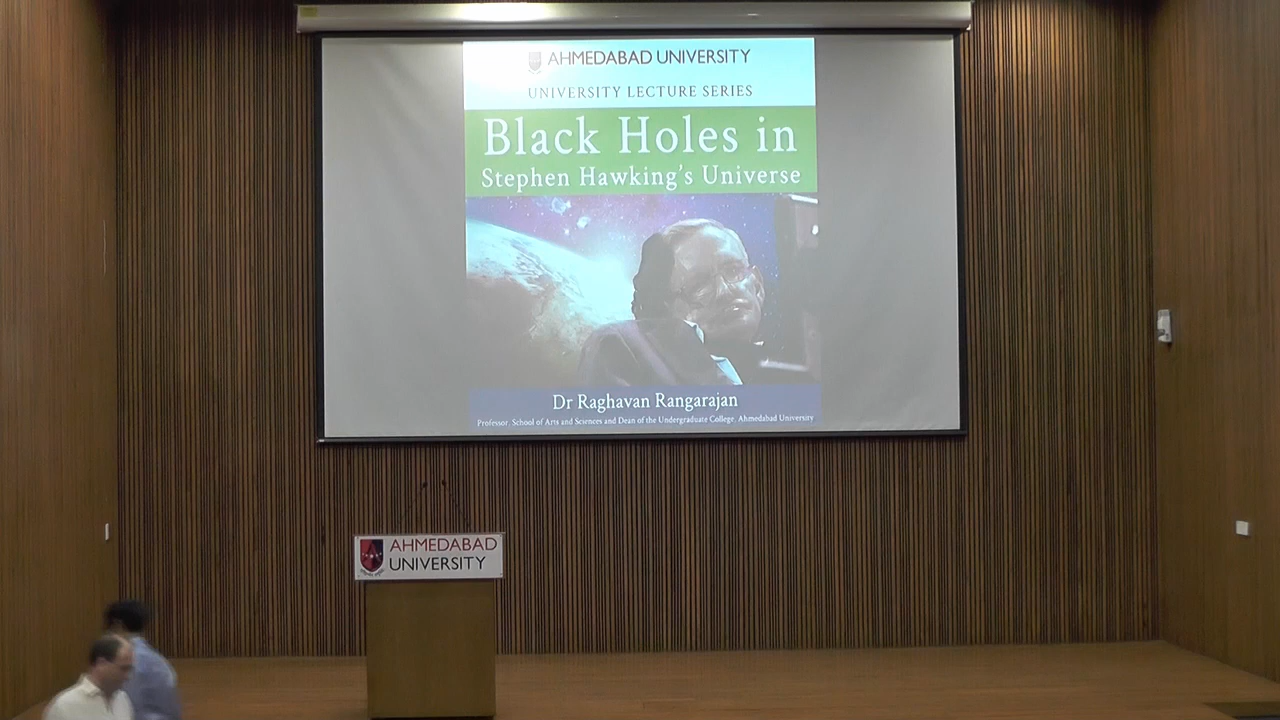 AHMEDABAD UNIVERSITY
UNIVERSITY LECTURE SERIES
Black Holes in
Stephen Hawking's Universe
Dr Raghavan Rangarajan
Professor, School of Arts and Sciences and Dean of the Undergraduate College, Ahmedabad University
AHMEDABAD
UNIVERSITY